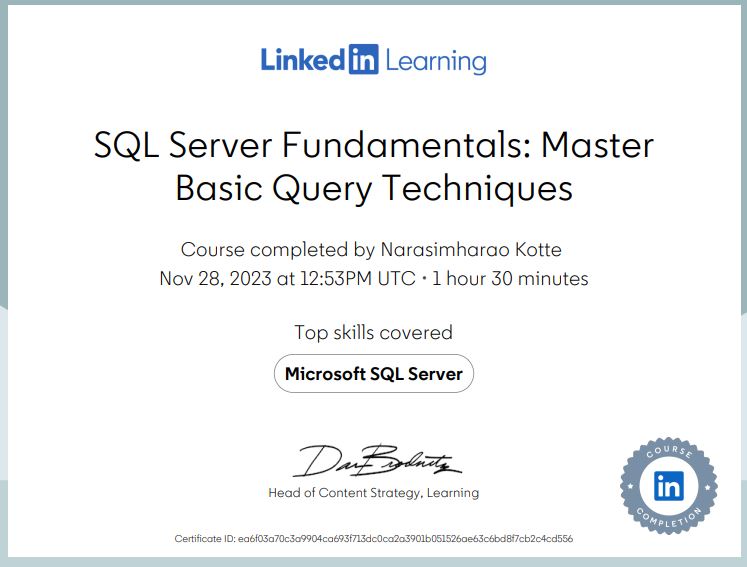 Linked in Learning
SQL Server Fundamentals: Master
Basic Query Techniques
Course completed by Narasimharao Kotte
Nov 28, 2023 at 12:53PM UTC • 1 hour 30 minutes
Top skills covered
Microsoft SQL Server
Head of Content Strategy, Learning
COURSE
in
COMPLETION
Certificate ID: ea6f03a70c3a9904ca693f713dc0ca2a3901b051526ae63c6bd8f7cb2c4cd556